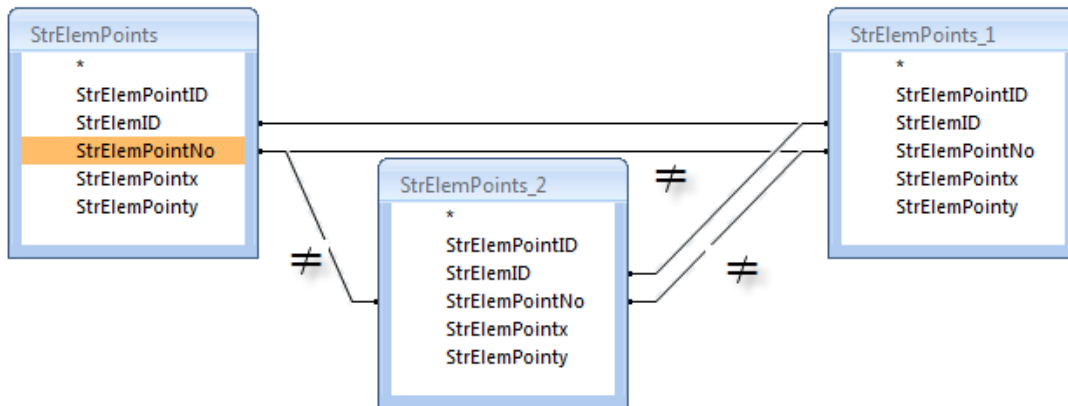 StrElemPoints
*
StrElemPointID
StrElemID
StrElemPointNo
StrElemPointx
StrElemPointy
StrElemPoints_2
*
StrElemPointID
StrElemID
StrElemPointNo
StrElemPointx
StrElemPointy
StrElemPoints_1
*
StrElemPointID
StrElemID
StrElemPointNo
StrElemPointx
StrElemPointy
≠
≠
≠